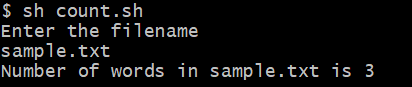 $ sh count.sh
Enter the filename
sample.txt
Number of words in sample.txt is 3